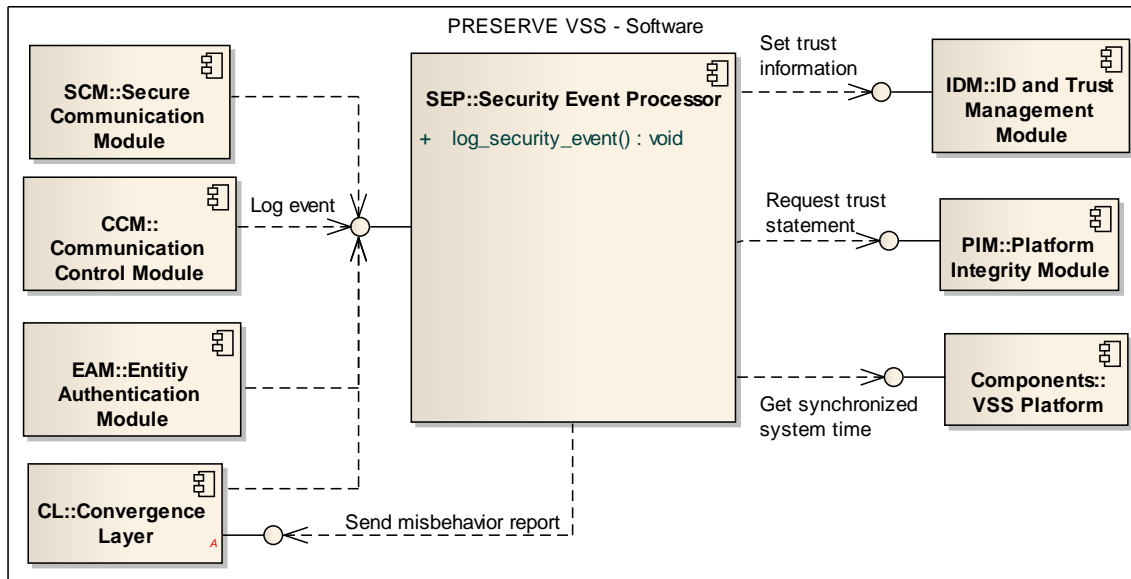 PRESERVE VSS - Software
SCM::Secure
Communication
Module
CCM::
Communication
Control Module
EAM::Entitiy
Authentication
Module
CL::Convergence
Layer
A
Log event
SEP::Security Event Processor
+ log_security_event() : void
Send misbehavior report
Set trust
information
IDM::ID and Trust
Management
Module
Request trust
statement
PIM::Platform
Integrity Module
Get synchronized
system time
Components::
VSS Platform